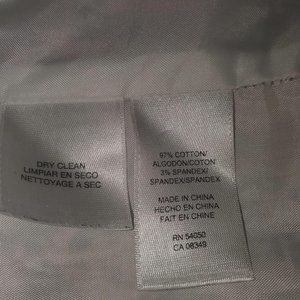 DRY CLEAN
LIMPIAR EN SECO
NETTOYAGE A SEC
97% COTTON/
ALGODON/COTON
3% SPANDEX/
SPANDEX/SPANDEX
MADE IN CHINA
HECHO EN CHINA
FAIT EN CHINE
RN 54050
CA 08349